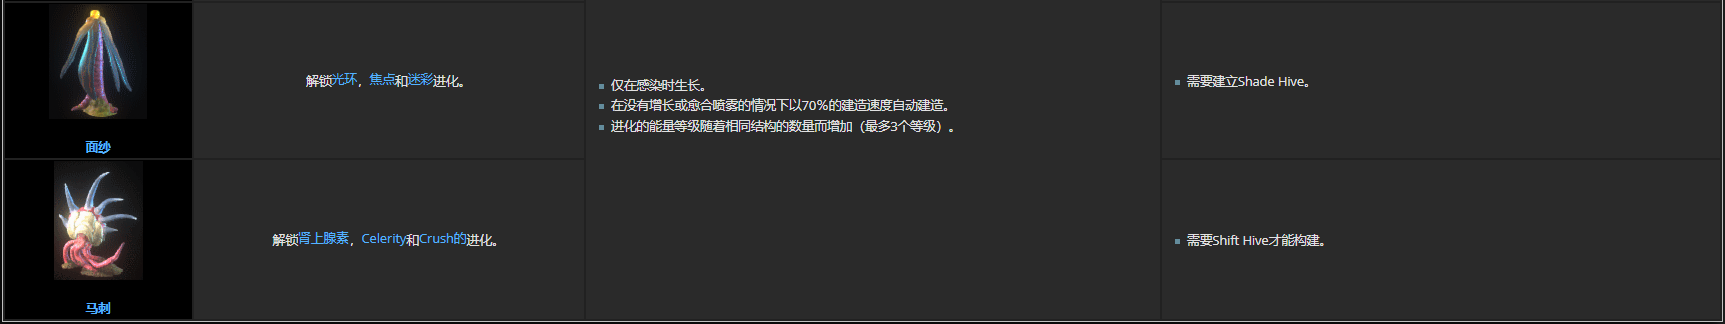 面纱
解锁光环，焦点和迷彩进化。
仅在感染时生长。
在没有增长或愈合喷雾的情况下以70％的建造速度自动建造。
进化的能量等级随着相同结构的数量而增加（最多3个等级）。
需要建立Shade Hive。
马刺
解锁肾上腺素，Celerity和Crush的进化。
需要Shift Hive才能构建。